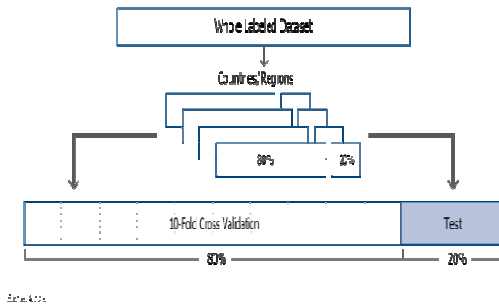 Whole Labeled Dataset
Countries/Regions
80% 20%
10-Fold Cross Validation
Test
80% 20%